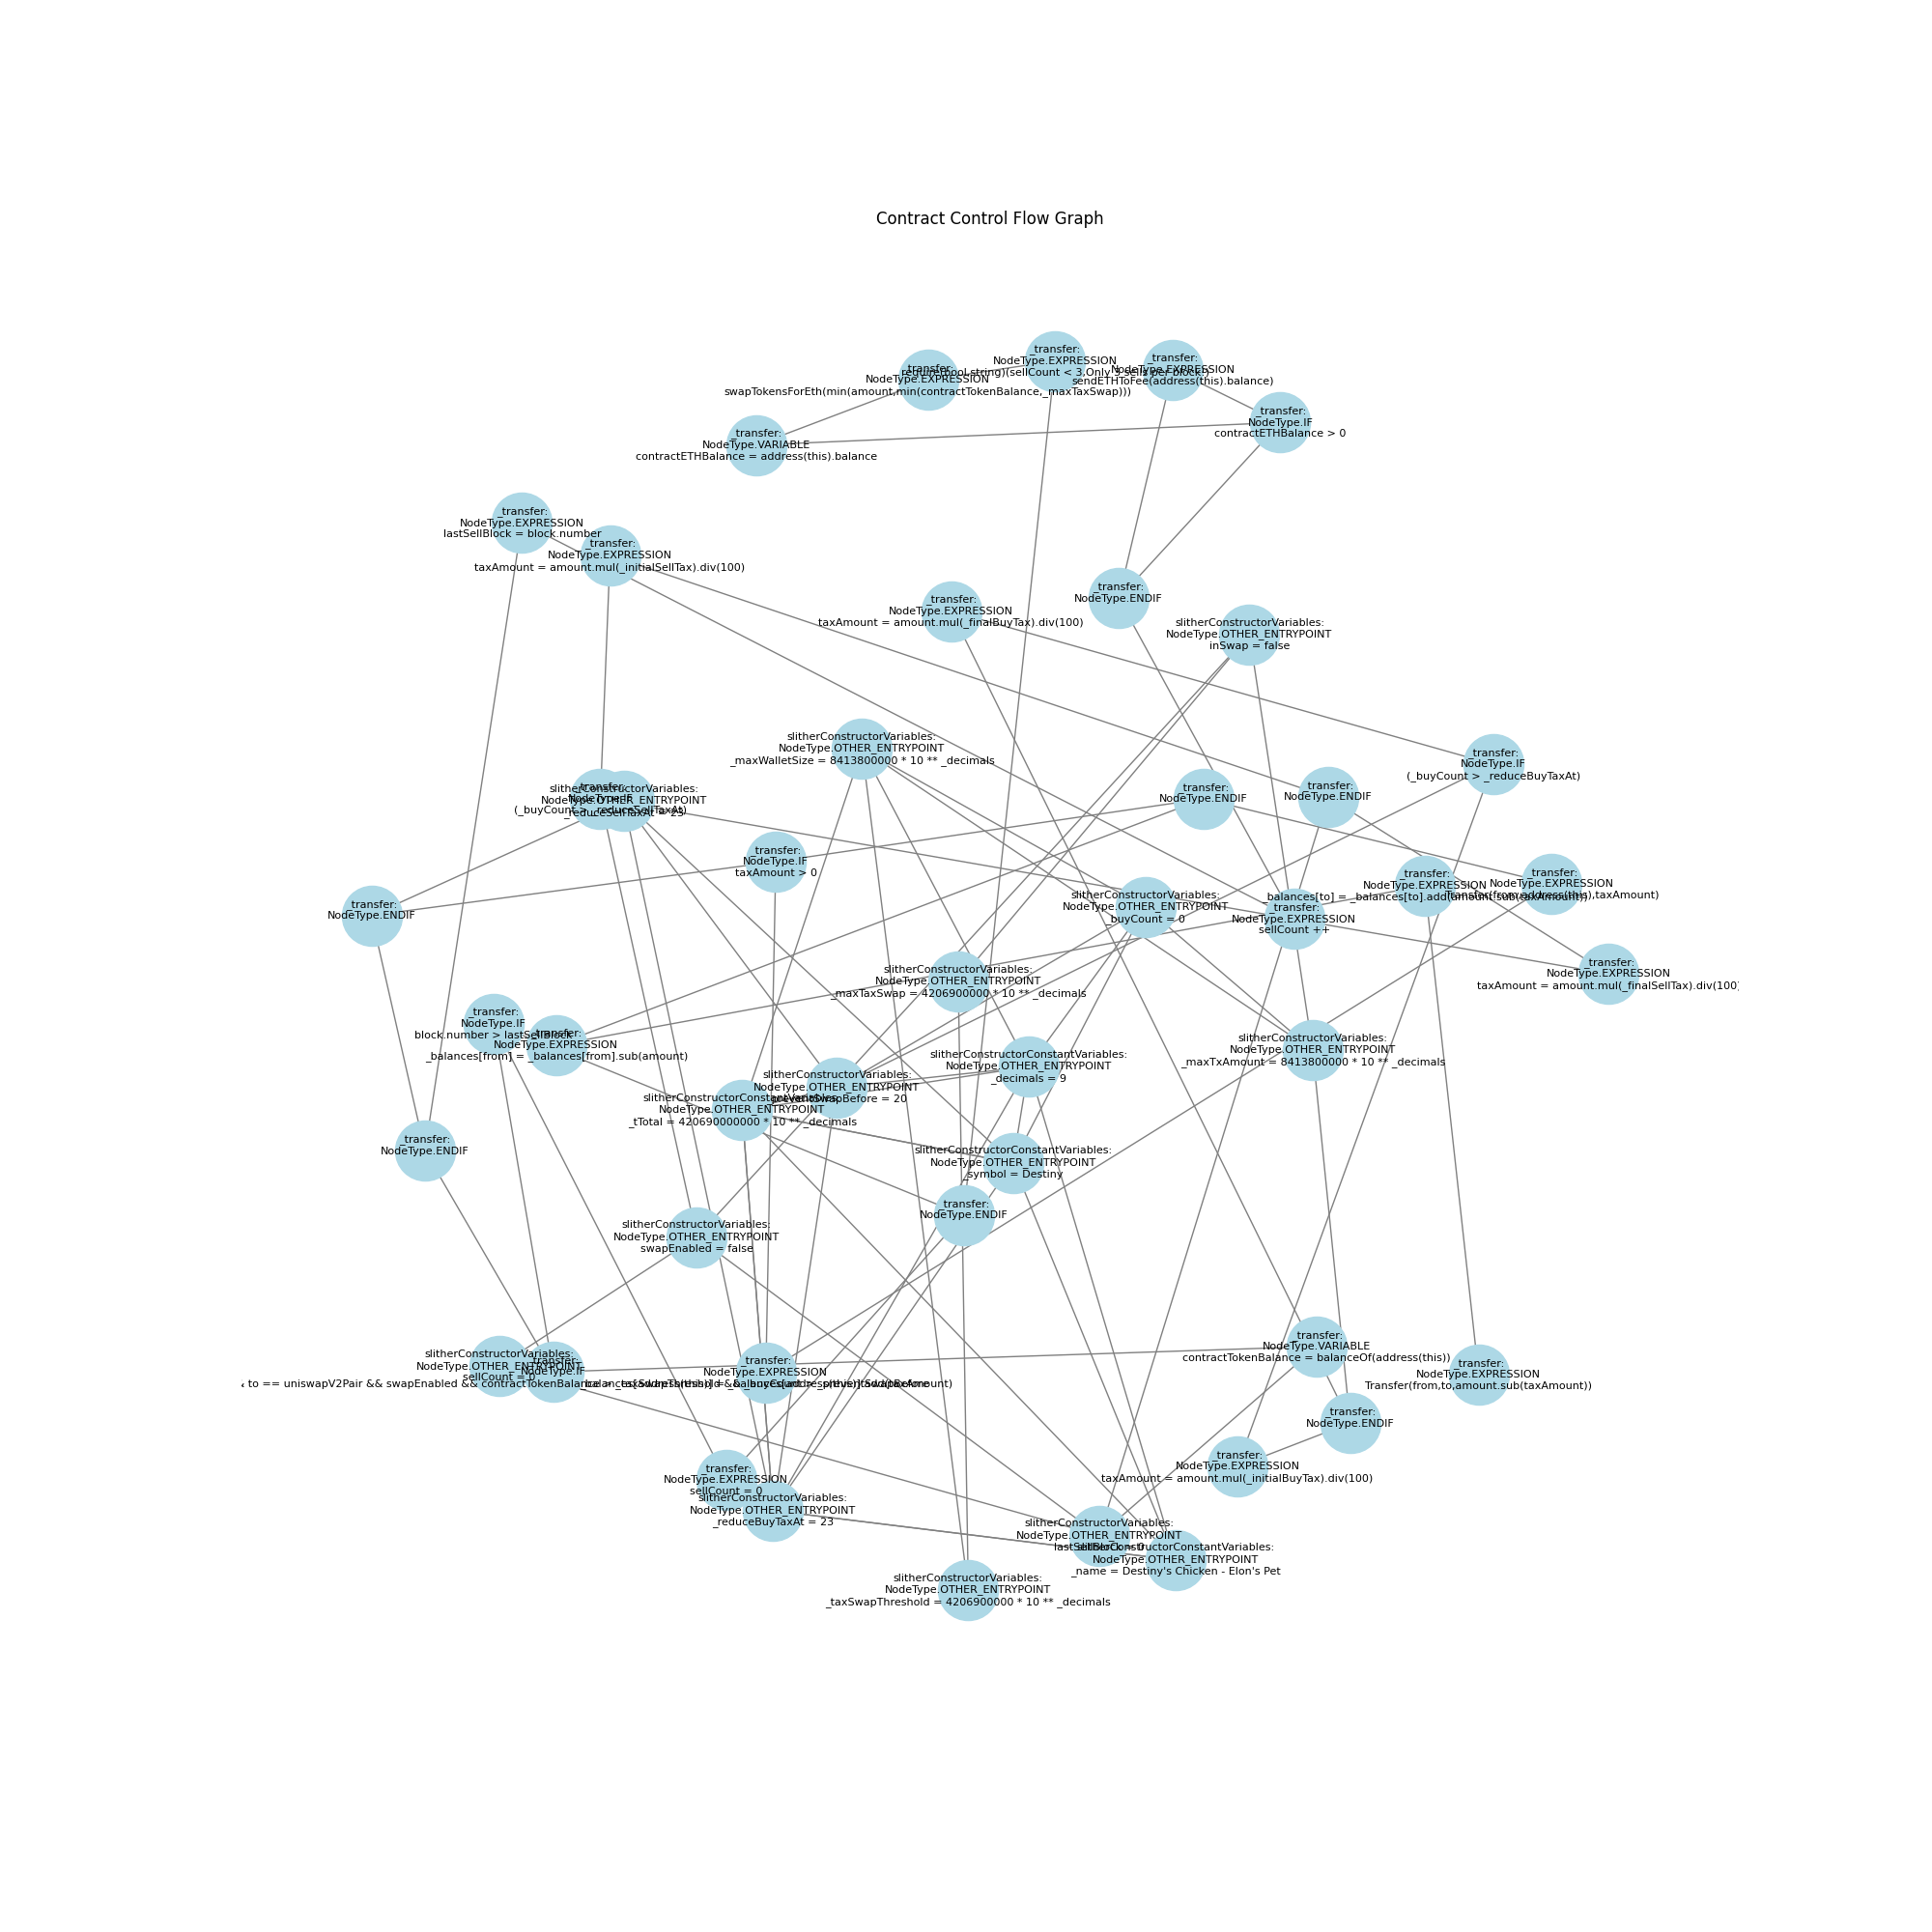 Contract Control Flow Graph
_transfer:
NodeType.EXPRESSION
require(bool,string)(sellCount < 3,Only 3 sells per block!)
_transfer:
NodeType.EXPRESSION
sendETHToFee(address(this).balance)
_transfer:
NodeType.EXPRESSION
swapTokensForEth(min(amount,min(contractTokenBalance,_maxTaxSwap)))
_transfer:
NodeType.IF
contractETHBalance > 0
_transfer:
NodeType.VARIABLE
contractETHBalance = address(this).balance
_transfer:
NodeType.EXPRESSION
lastSellBlock = block.number
_transfer:
NodeType.EXPRESSION
taxAmount = amount.mul(_initialSellTax).div(100)
_transfer:
NodeType.ENDIF
_transfer:
NodeType.EXPRESSION
taxAmount = amount.mul(_finalBuyTax).div(100)
slitherConstructorVariables:
NodeType.OTHER_ENTRYPOINT
inSwap = false
slitherConstructorVariables:
NodeType.OTHER_ENTRYPOINT
_maxWalletSize = 8413800000 * 10 ** _decimals
_transfer:
NodeType.IF
(_buyCount > _reduceBuyTaxAt)
_transfer:
NodeType.IF
(_buyCount > _reduceSellTaxAt)
slitherConstructorVariables:
NodeType.OTHER_ENTRYPOINT
_reduceSellTaxAt = 23
_transfer:
NodeType.ENDIF
_transfer:
NodeType.ENDIF
_transfer:
NodeType.IF
taxAmount > 0
_transfer:
NodeType.EXPRESSION
_balances[to] = _balances[to].add(amount.sub(taxAmount))
_transfer:
NodeType.EXPRESSION
Transfer(from,address(this),taxAmount)
slitherConstructorVariables:
NodeType.OTHER_ENTRYPOINT
_buyCount = 0
_transfer:
NodeType.ENDIF
_transfer:
NodeType.EXPRESSION
sellCount ++
_transfer:
NodeType.EXPRESSION
taxAmount = amount.mul(_finalSellTax).div(100)
slitherConstructorVariables:
NodeType.OTHER_ENTRYPOINT
_maxTaxSwap = 4206900000 * 10 ** _decimals
_transfer:
NodeType.IF
block.number > lastSellBlock
_transfer:
NodeType.EXPRESSION
_balances[from] = _balances[from].sub(amount)
slitherConstructorVariables:
NodeType.OTHER_ENTRYPOINT
_maxTxAmount = 8413800000 * 10 ** _decimals
slitherConstructorConstantVariables:
NodeType.OTHER_ENTRYPOINT
_decimals = 9
slitherConstructorVariables:
NodeType.OTHER_ENTRYPOINT
_preventSwapBefore = 20
slitherConstructorConstantVariables:
NodeType.OTHER_ENTRYPOINT
_tTotal = 420690000000 * 10 ** _decimals
_transfer:
NodeType.ENDIF
slitherConstructorConstantVariables:
NodeType.OTHER_ENTRYPOINT
_symbol = Destiny
_transfer:
NodeType.ENDIF
slitherConstructorVariables:
NodeType.OTHER_ENTRYPOINT
swapEnabled = false
_transfer:
NodeType.VARIABLE
contractTokenBalance = balanceOf(address(this))
slitherConstructorVariables:
NodeType.OTHER_ENTRYPOINT
sellCount = 0
_transfer:
NodeType.IF
to == uniswapV2Pair && swapEnabled && contractTokenBalance > _taxSwapThreshold && _buyCount > _preventSwapBefore
_transfer:
NodeType.EXPRESSION
_balances[address(this)] = _balances[address(this)].add(taxAmount)
_transfer:
NodeType.EXPRESSION
Transfer(from,to,amount.sub(taxAmount))
_transfer:
NodeType.ENDIF
_transfer:
NodeType.EXPRESSION
taxAmount = amount.mul(_initialBuyTax).div(100)
_transfer:
NodeType.EXPRESSION
sellCount = 0
slitherConstructorVariables:
NodeType.OTHER_ENTRYPOINT
_reduceBuyTaxAt = 23
slitherConstructorVariables:
NodeType.OTHER_ENTRYPOINT
lastSellBlock = 0
slitherConstructorConstantVariables:
NodeType.OTHER_ENTRYPOINT
_name = Destiny's Chicken - Elon's Pet
slitherConstructorVariables:
NodeType.OTHER_ENTRYPOINT
_taxSwapThreshold = 4206900000 * 10 ** _decimals